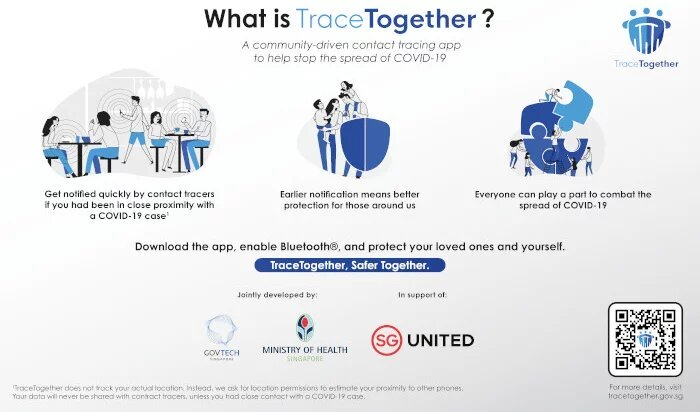 What is TraceTogether?
A community-driven contact tracing app
to help stop the spread of COVID-19
TraceTogether
Get notified quickly by contact tracers
if you had been in close proximity with
a COVID-19 case¹
Earlier notification means better
protection for those around us
Everyone can play a part to combat the
spread of COVID-19
Download the app, enable Bluetooth®, and protect your loved ones and yourself.
TraceTogether, Safer Together.
Jointly developed by:
In support of:
GOVTECH
SINGAPORE
MINISTRY OF HEALTH
SINGAPORE
SG UNITED
¹TraceTogether does not track your actual location. Instead, we ask for location permissions to estimate your proximity to other phones.
Your data will never be shared with contact tracers, unless you had close contact with a COVID-19 case.
For more details, visit
tracetogether.gov.sg